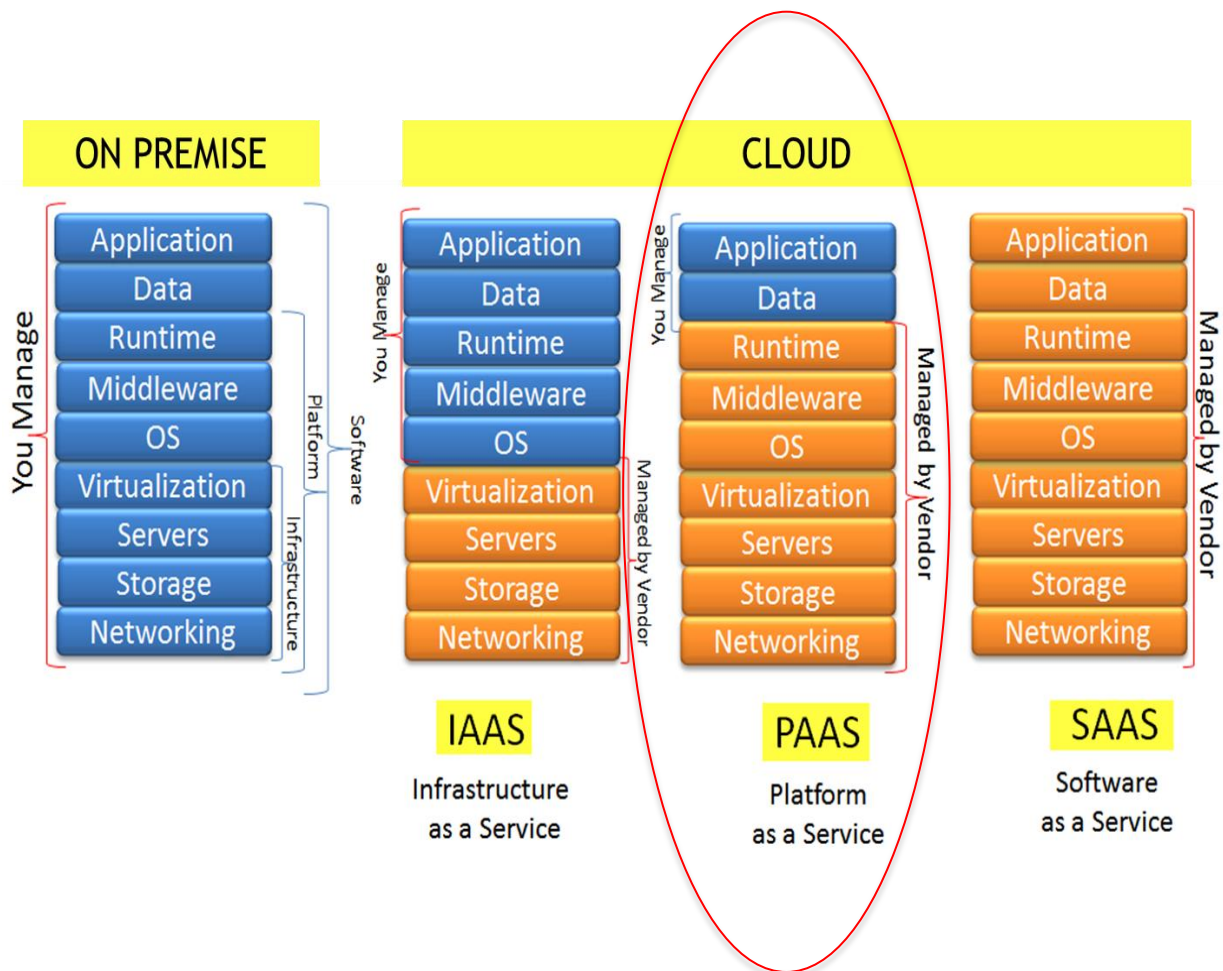 ON PREMISE
CLOUD
You Manage
Application
Data
Runtime
Middleware
OS
Virtualization
Servers
Storage
Networking
Infrastructure
Platform
Software
You Manage
Application
Data
Runtime
Middleware
OS
Virtualization
Servers
Storage
Networking
Managed by Vendor
IAAS
Infrastructure
as a Service
You Manage
Application
Data
Runtime
Middleware
OS
Virtualization
Servers
Storage
Networking
Managed by Vendor
PAAS
Platform
as a Service
Application
Data
Runtime
Middleware
OS
Virtualization
Servers
Storage
Networking
Managed by Vendor
SAAS
Software
as a Service